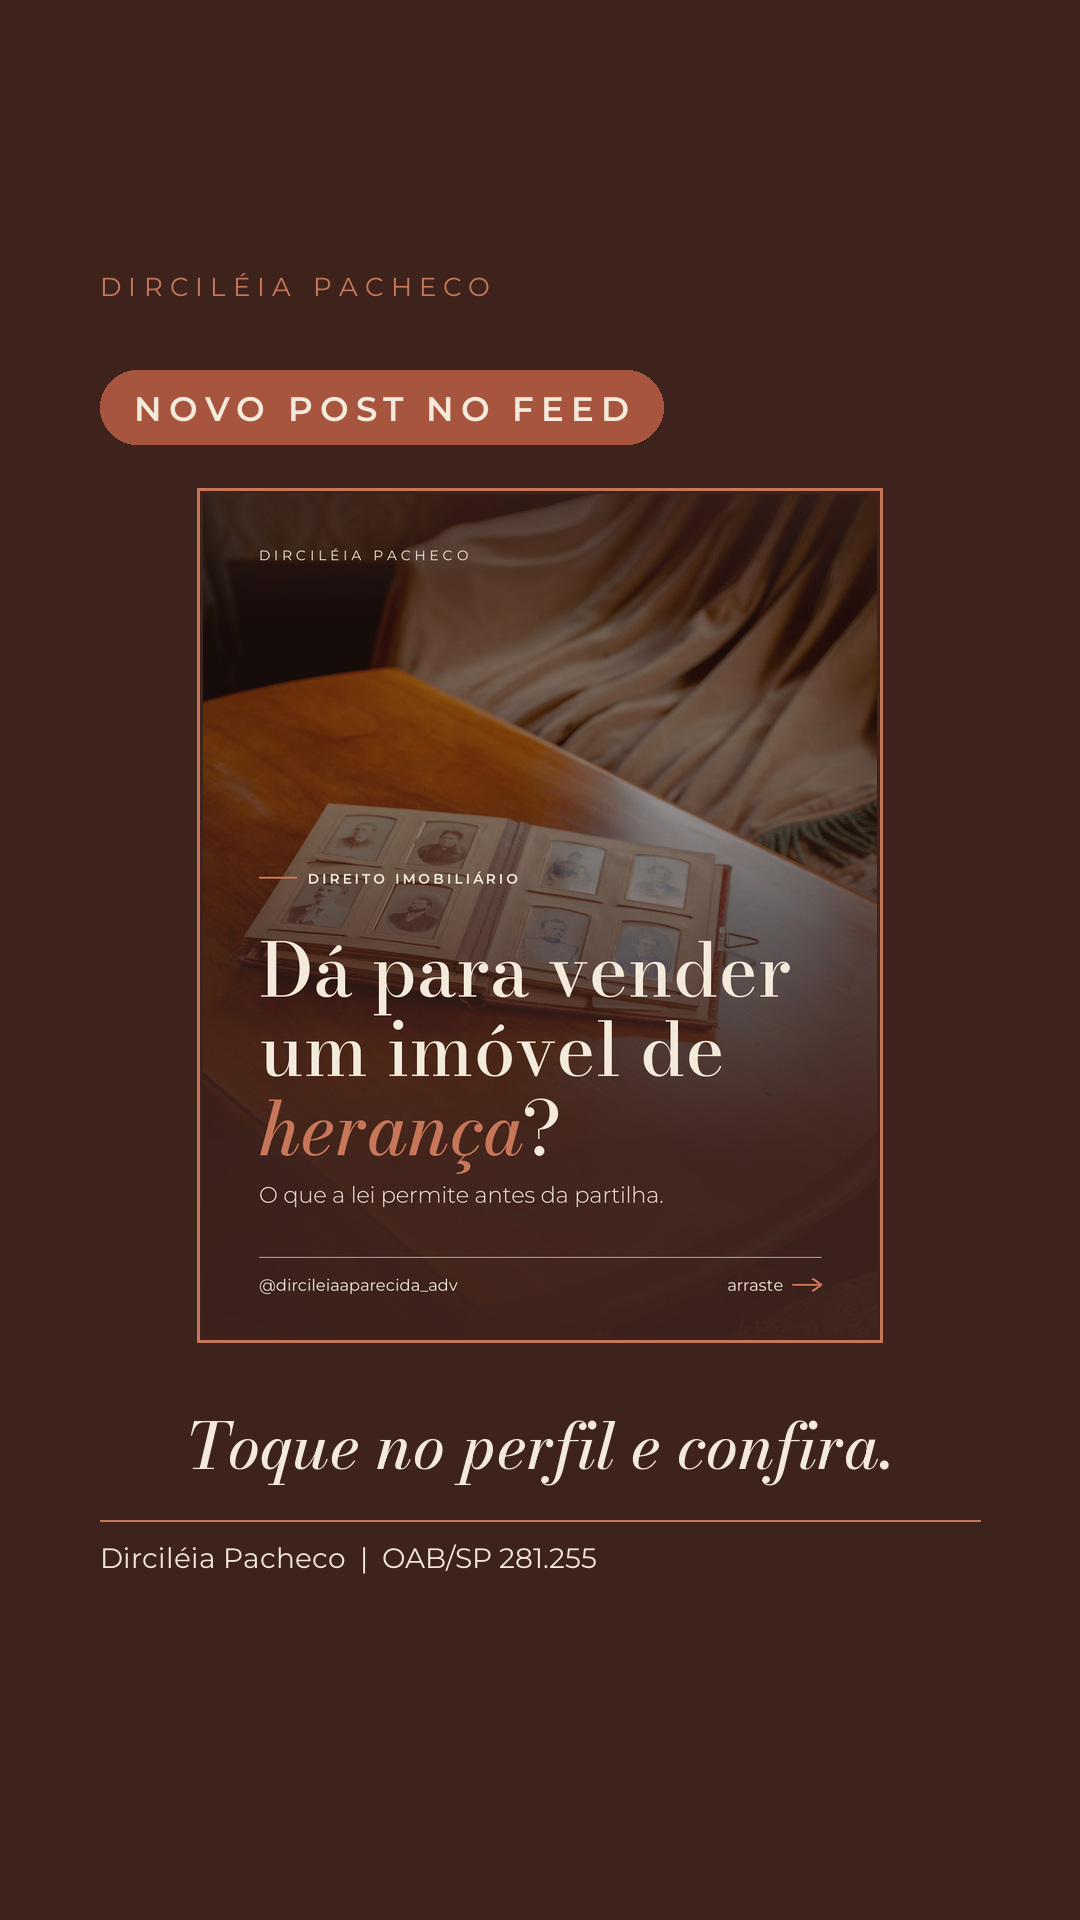 DIRCILÉIA PACHECO
NOVO POST NO FEED
DIRCILÉIA PACHECO
DIREITO IMOBILIÁRIO
Dá para vender
um imóvel de
herança?
O que a lei permite antes da partilha.
@dircileiaaparecida_adv
arraste
Toque no perfil e confira.
Dirciléia Pacheco | OAB/SP 281.255